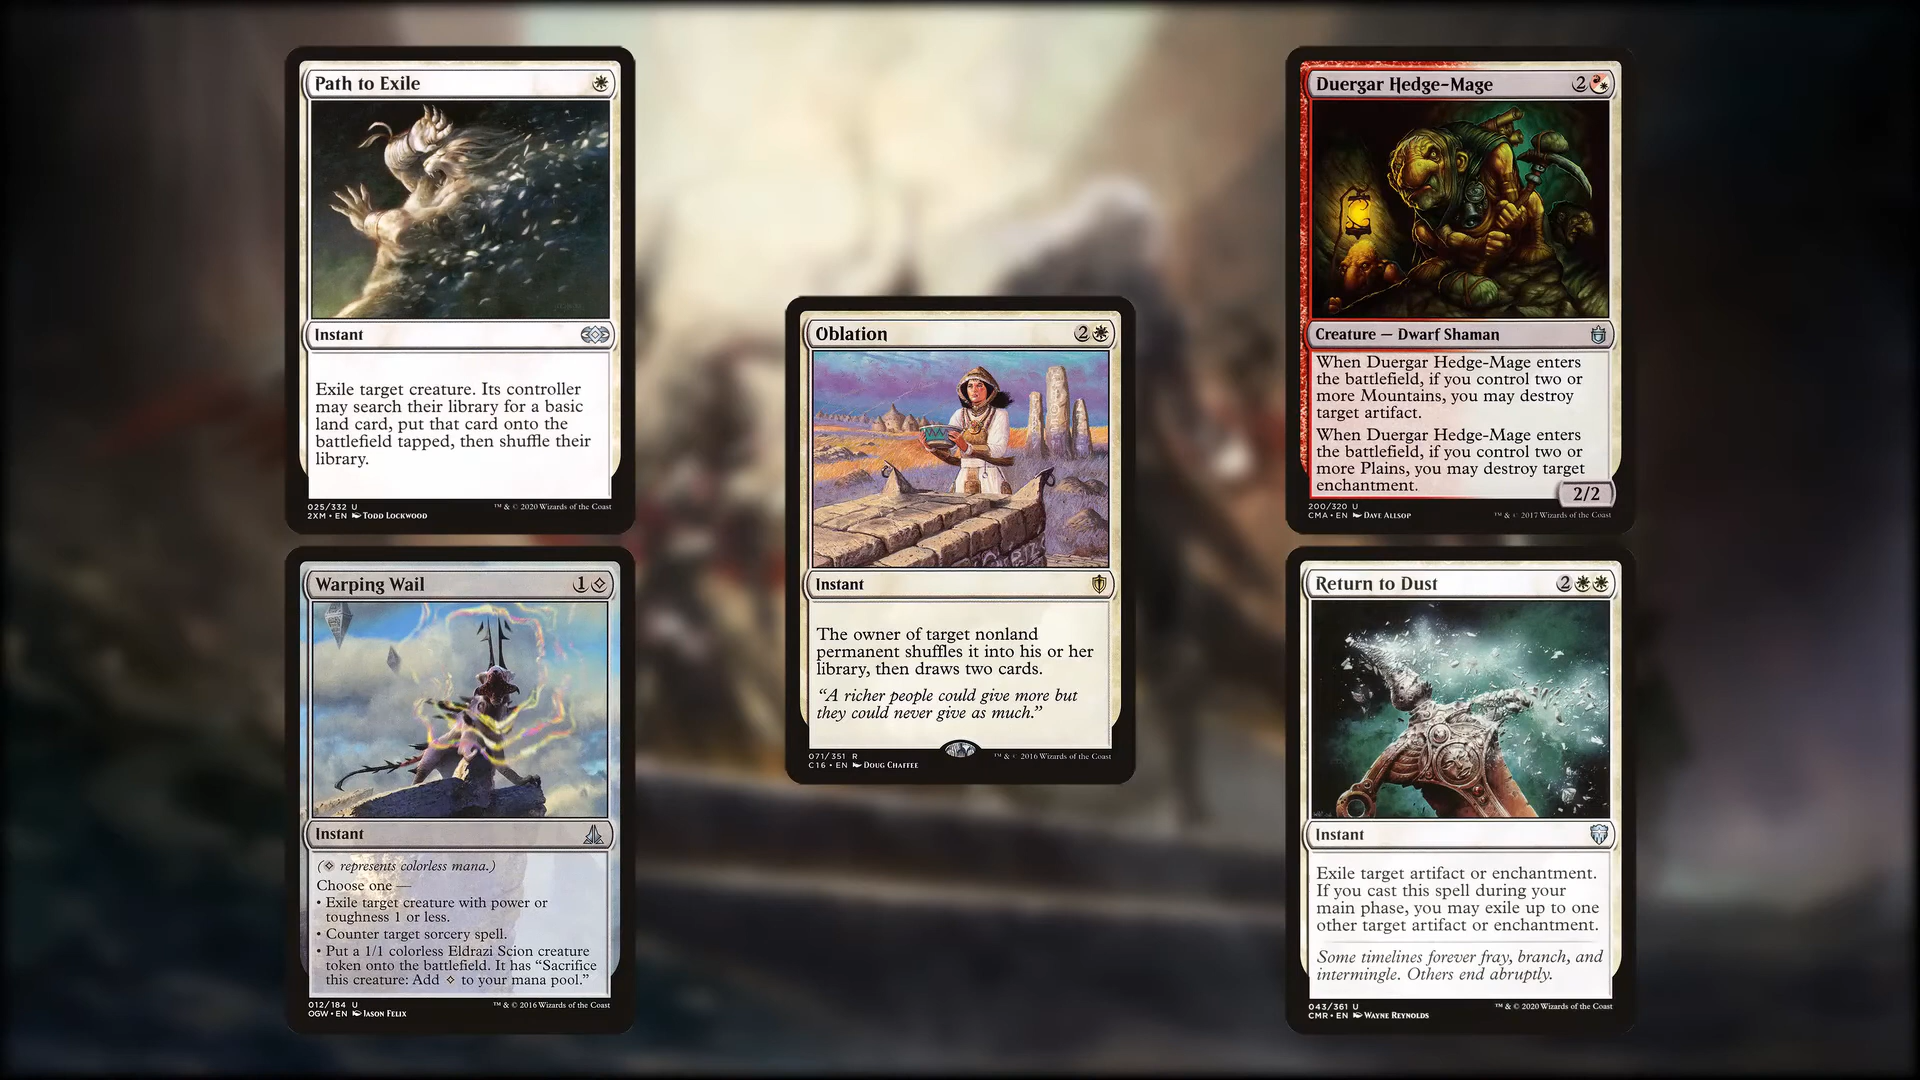 Path to Exile
Instant
Exile target creature. Its controller
may search their library for a basic
land card, put that card onto the
battlefield tapped, then shuffle their
library.
025/332 U
2XM • EN Todd Lockwood
™ & © 2020 Wizards of the Coast
Warping Wail 1
Instant
( represents colorless mana.)
Choose one —
• Exile target creature with power or
toughness 1 or less.
• Counter target sorcery spell.
• Put a 1/1 colorless Eldrazi Scion creature
token onto the battlefield. It has “Sacrifice
this creature: Add to your mana pool.”
012/184 U
OGW • EN Jason Felix
™ & © 2016 Wizards of the Coast
Oblation 2
Instant
The owner of target nonland
permanent shuffles it into his or her
library, then draws two cards.
“A richer people could give more but
they could never give as much.”
071/351 R
C16 • EN Doug Chaffee
™ & © 2016 Wizards of the Coast
Duergar Hedge-Mage 2
Creature — Dwarf Shaman
When Duergar Hedge-Mage enters
the battlefield, if you control two or
more Mountains, you may destroy
target artifact.
When Duergar Hedge-Mage enters
the battlefield, if you control two or
more Plains, you may destroy target
enchantment.
2/2
200/320 U
CMA • EN Dave Allsop
™ & © 2017 Wizards of the Coast
Return to Dust 2
Instant
Exile target artifact or enchantment.
If you cast this spell during your
main phase, you may exile up to one
other target artifact or enchantment.
Some timelines forever fray, branch, and
intermingle. Others end abruptly.
043/361 U
CMR • EN Wayne Reynolds
™ & © 2020 Wizards of the Coast